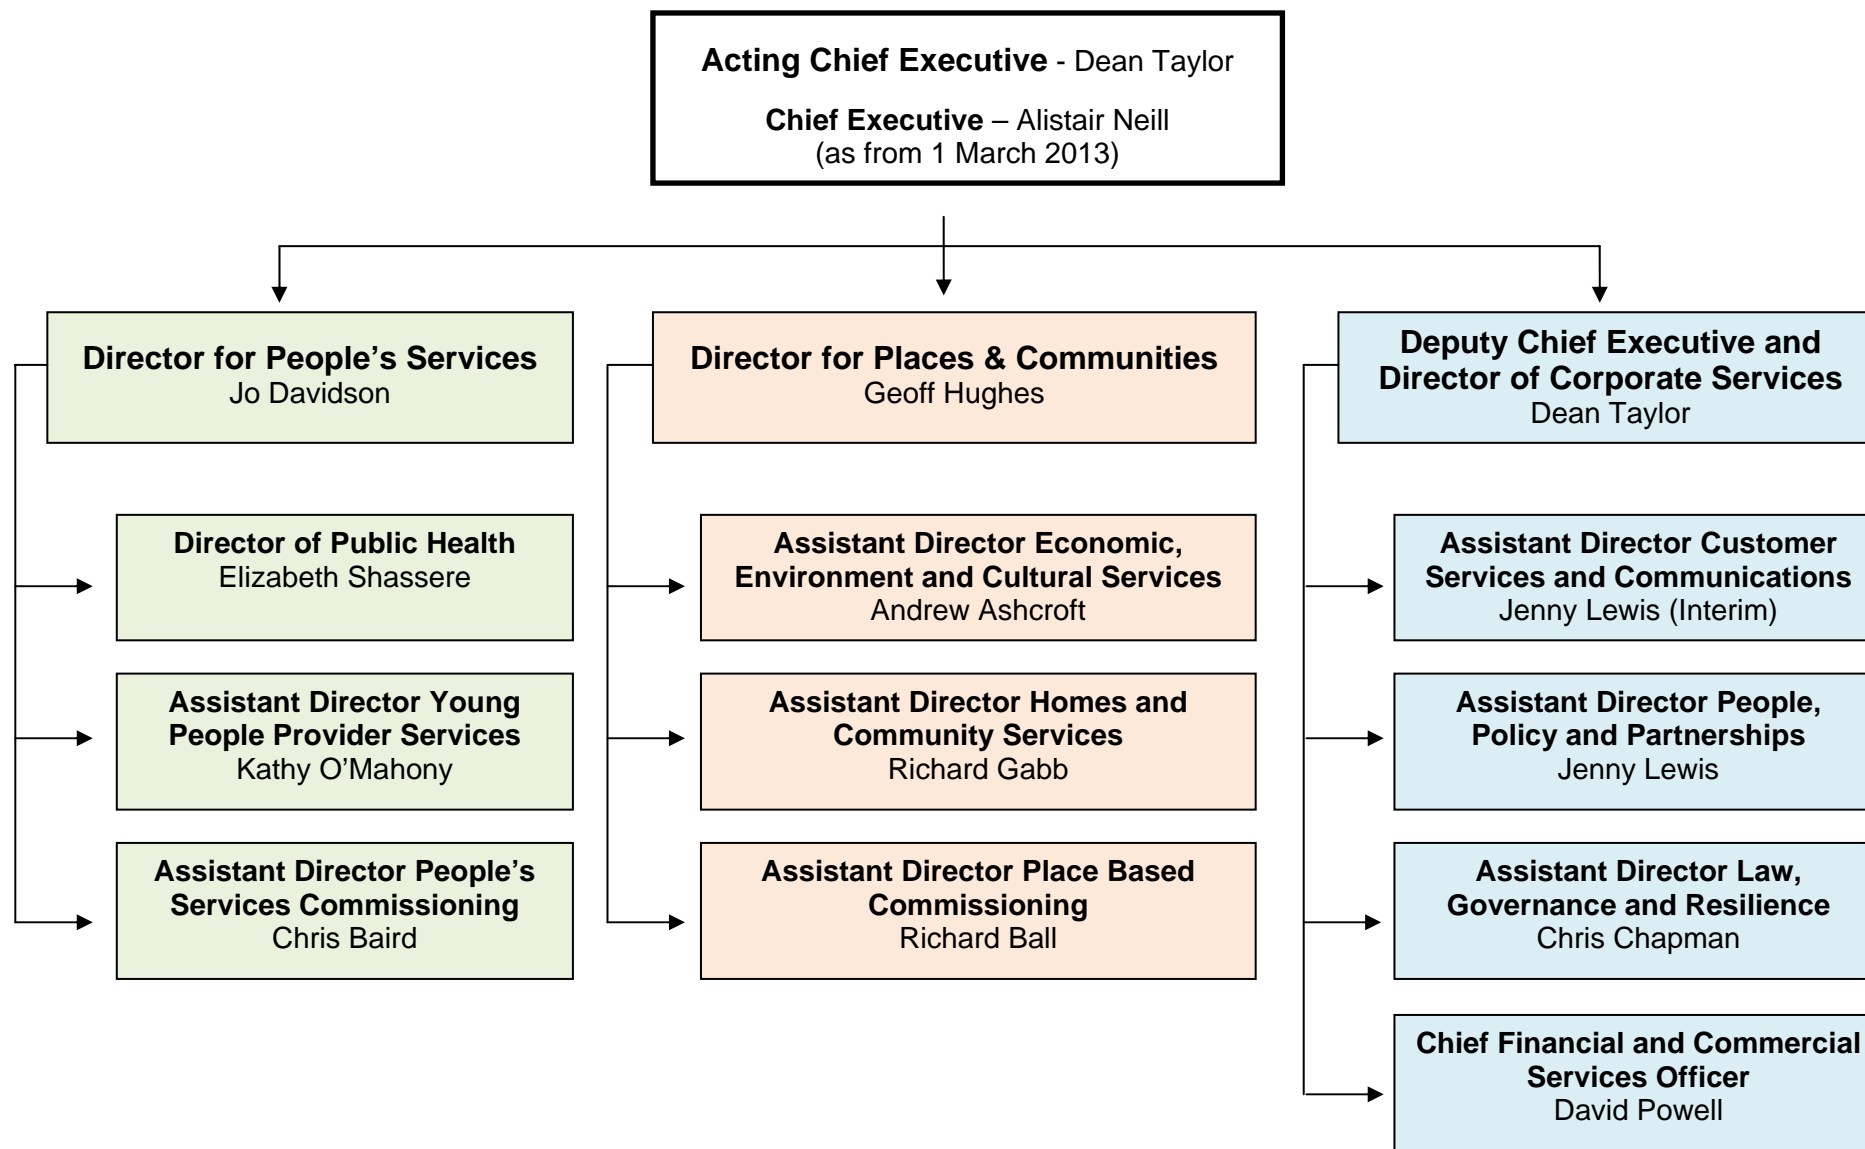 Acting Chief Executive - Dean Taylor
Chief Executive – Alistair Neill
(as from 1 March 2013)
Director for People’s Services
Jo Davidson
Director of Public Health
Elizabeth Shassere
Assistant Director Young
People Provider Services
Kathy O’Mahony
Assistant Director People’s
Services Commissioning
Chris Baird
Director for Places & Communities
Geoff Hughes
Assistant Director Economic,
Environment and Cultural Services
Andrew Ashcroft
Assistant Director Homes and
Community Services
Richard Gabb
Assistant Director Place Based
Commissioning
Richard Ball
Deputy Chief Executive and
Director of Corporate Services
Dean Taylor
Assistant Director Customer
Services and Communications
Jenny Lewis (Interim)
Assistant Director People,
Policy and Partnerships
Jenny Lewis
Assistant Director Law,
Governance and Resilience
Chris Chapman
Chief Financial and Commercial
Services Officer
David Powell